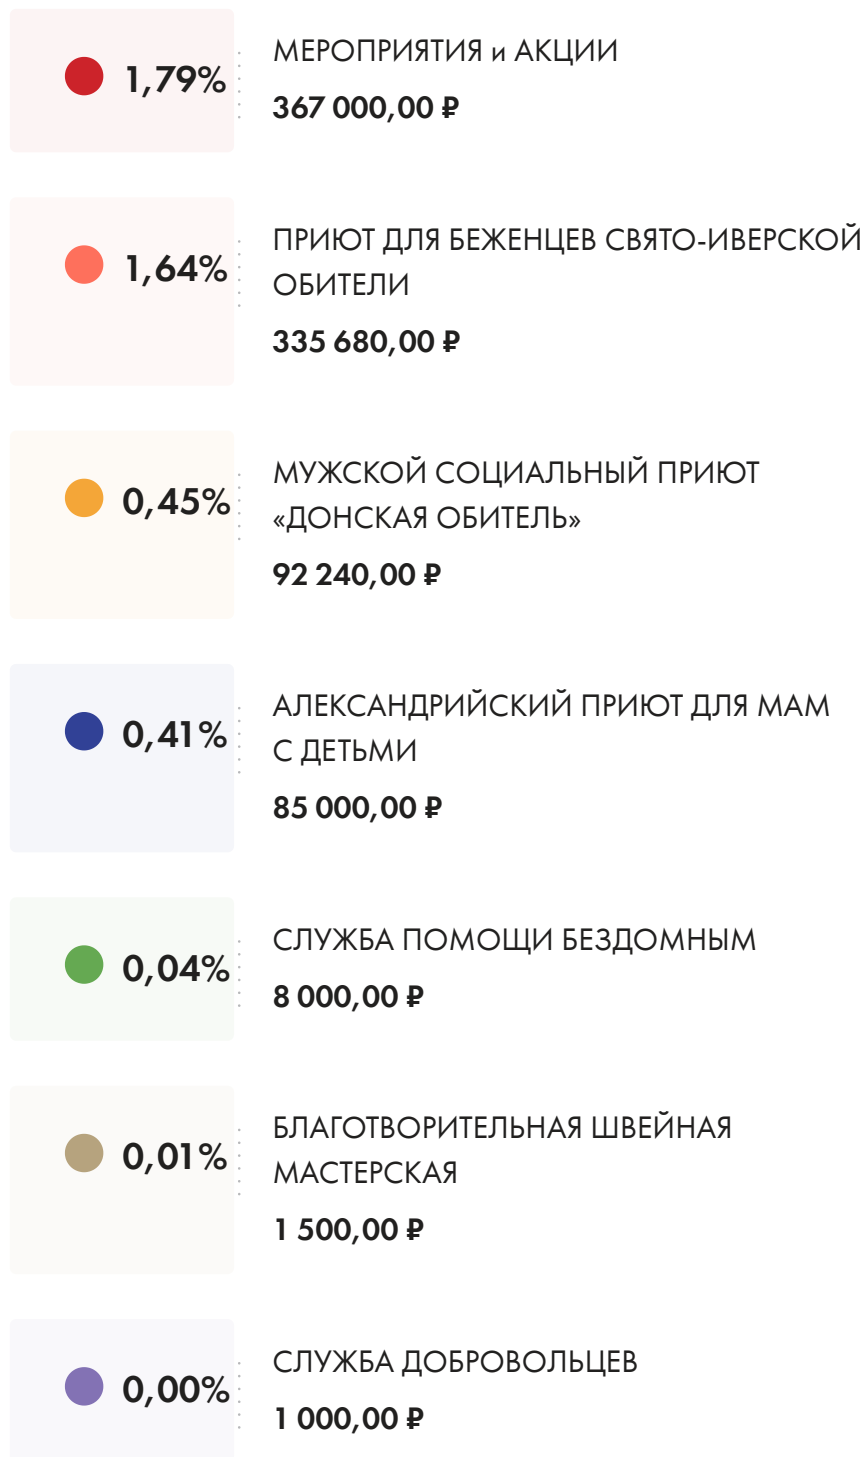 1,79%
МЕРОПРИЯТИЯ и АКЦИИ
367 000,00 ₽
1,64%
ПРИЮТ ДЛЯ БЕЖЕНЦЕВ СВЯТО-ИВЕРСКОЙ
ОБИТЕЛИ
335 680,00 ₽
0,45%
МУЖСКОЙ СОЦИАЛЬНЫЙ ПРИЮТ
«ДОНСКАЯ ОБИТЕЛЬ»
92 240,00 ₽
0,41%
АЛЕКСАНДРИЙСКИЙ ПРИЮТ ДЛЯ МАМ
С ДЕТЬМИ
85 000,00 ₽
0,04%
СЛУЖБА ПОМОЩИ БЕЗДОМНЫМ
8 000,00 ₽
0,01%
БЛАГОТВОРИТЕЛЬНАЯ ШВЕЙНАЯ
МАСТЕРСКАЯ
1 500,00 ₽
0,00%
СЛУЖБА ДОБРОВОЛЬЦЕВ
1 000,00 ₽